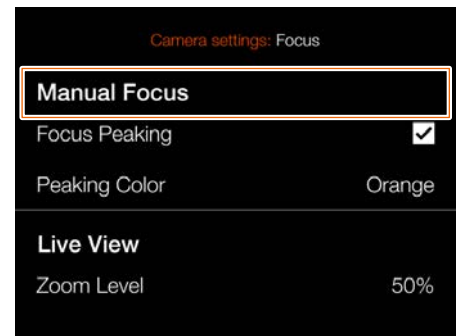 Camera settings: Focus
Manual Focus
Focus Peaking
Peaking Color Orange
Live View
Zoom Level 50%